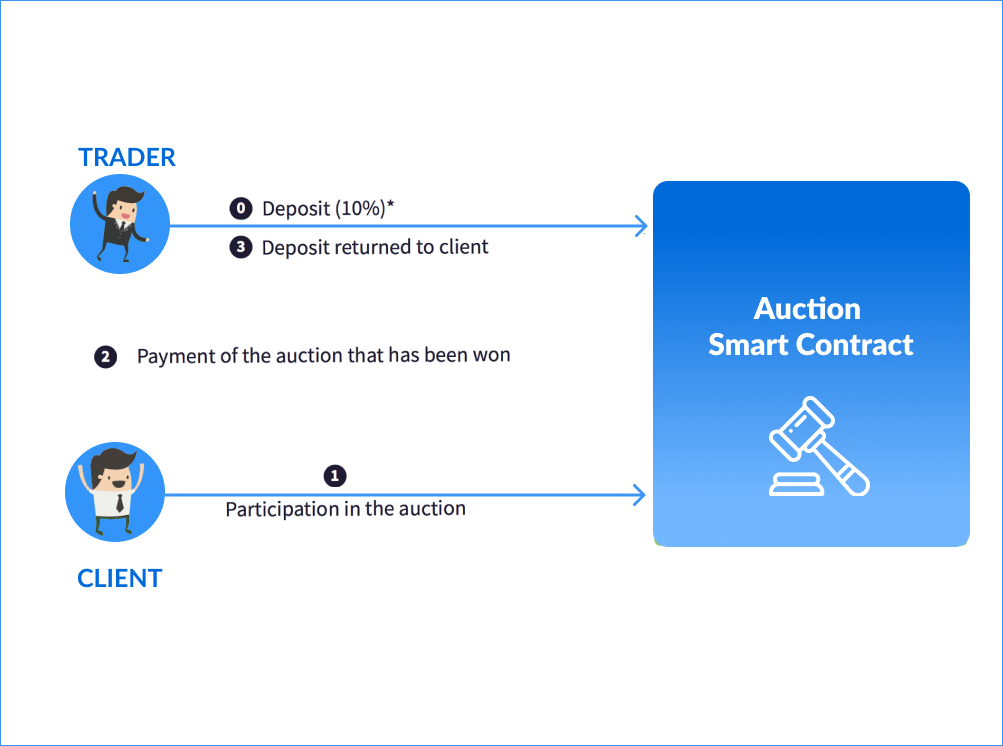 TRADER
0 Deposit (10%)*
3 Deposit returned to client
Auction
Smart Contract
2 Payment of the auction that has been won
1
Participation in the auction
CLIENT